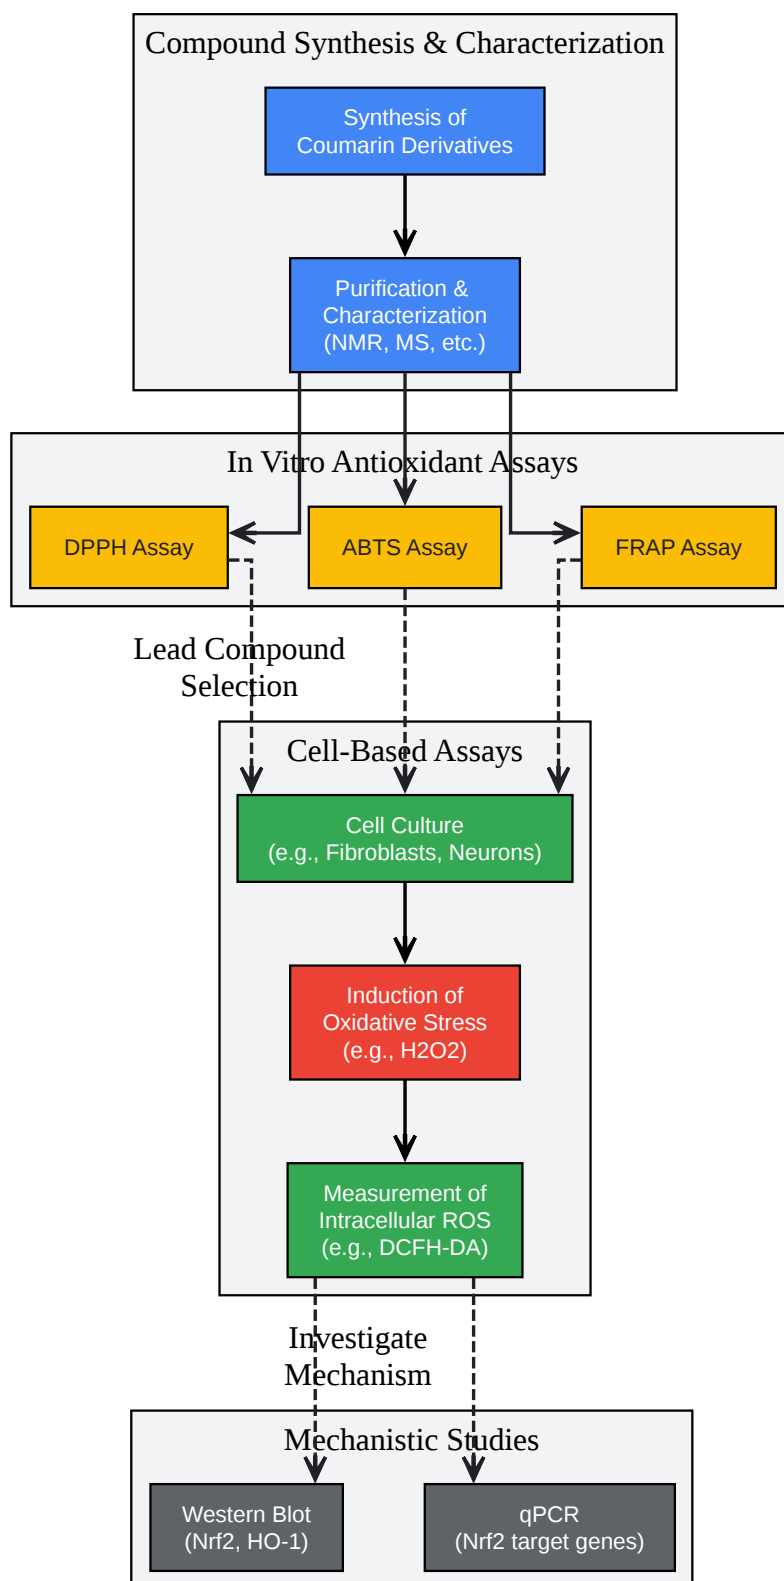 Compound Synthesis & Characterization
Synthesis of
Coumarin Derivatives
Purification &
Characterization
(NMR, MS, etc.)
In Vitro Antioxidant Assays
DPPH Assay
ABTS Assay
FRAP Assay
Lead Compound
Selection
Cell-Based Assays
Cell Culture
(e.g., Fibroblasts, Neurons)
Induction of
Oxidative Stress
(e.g., H2O2)
Measurement of
Intracellular ROS
(e.g., DCFH-DA)
Investigate
Mechanism
Mechanistic Studies
Western Blot
(Nrf2, HO-1)
qPCR
(Nrf2 target genes)